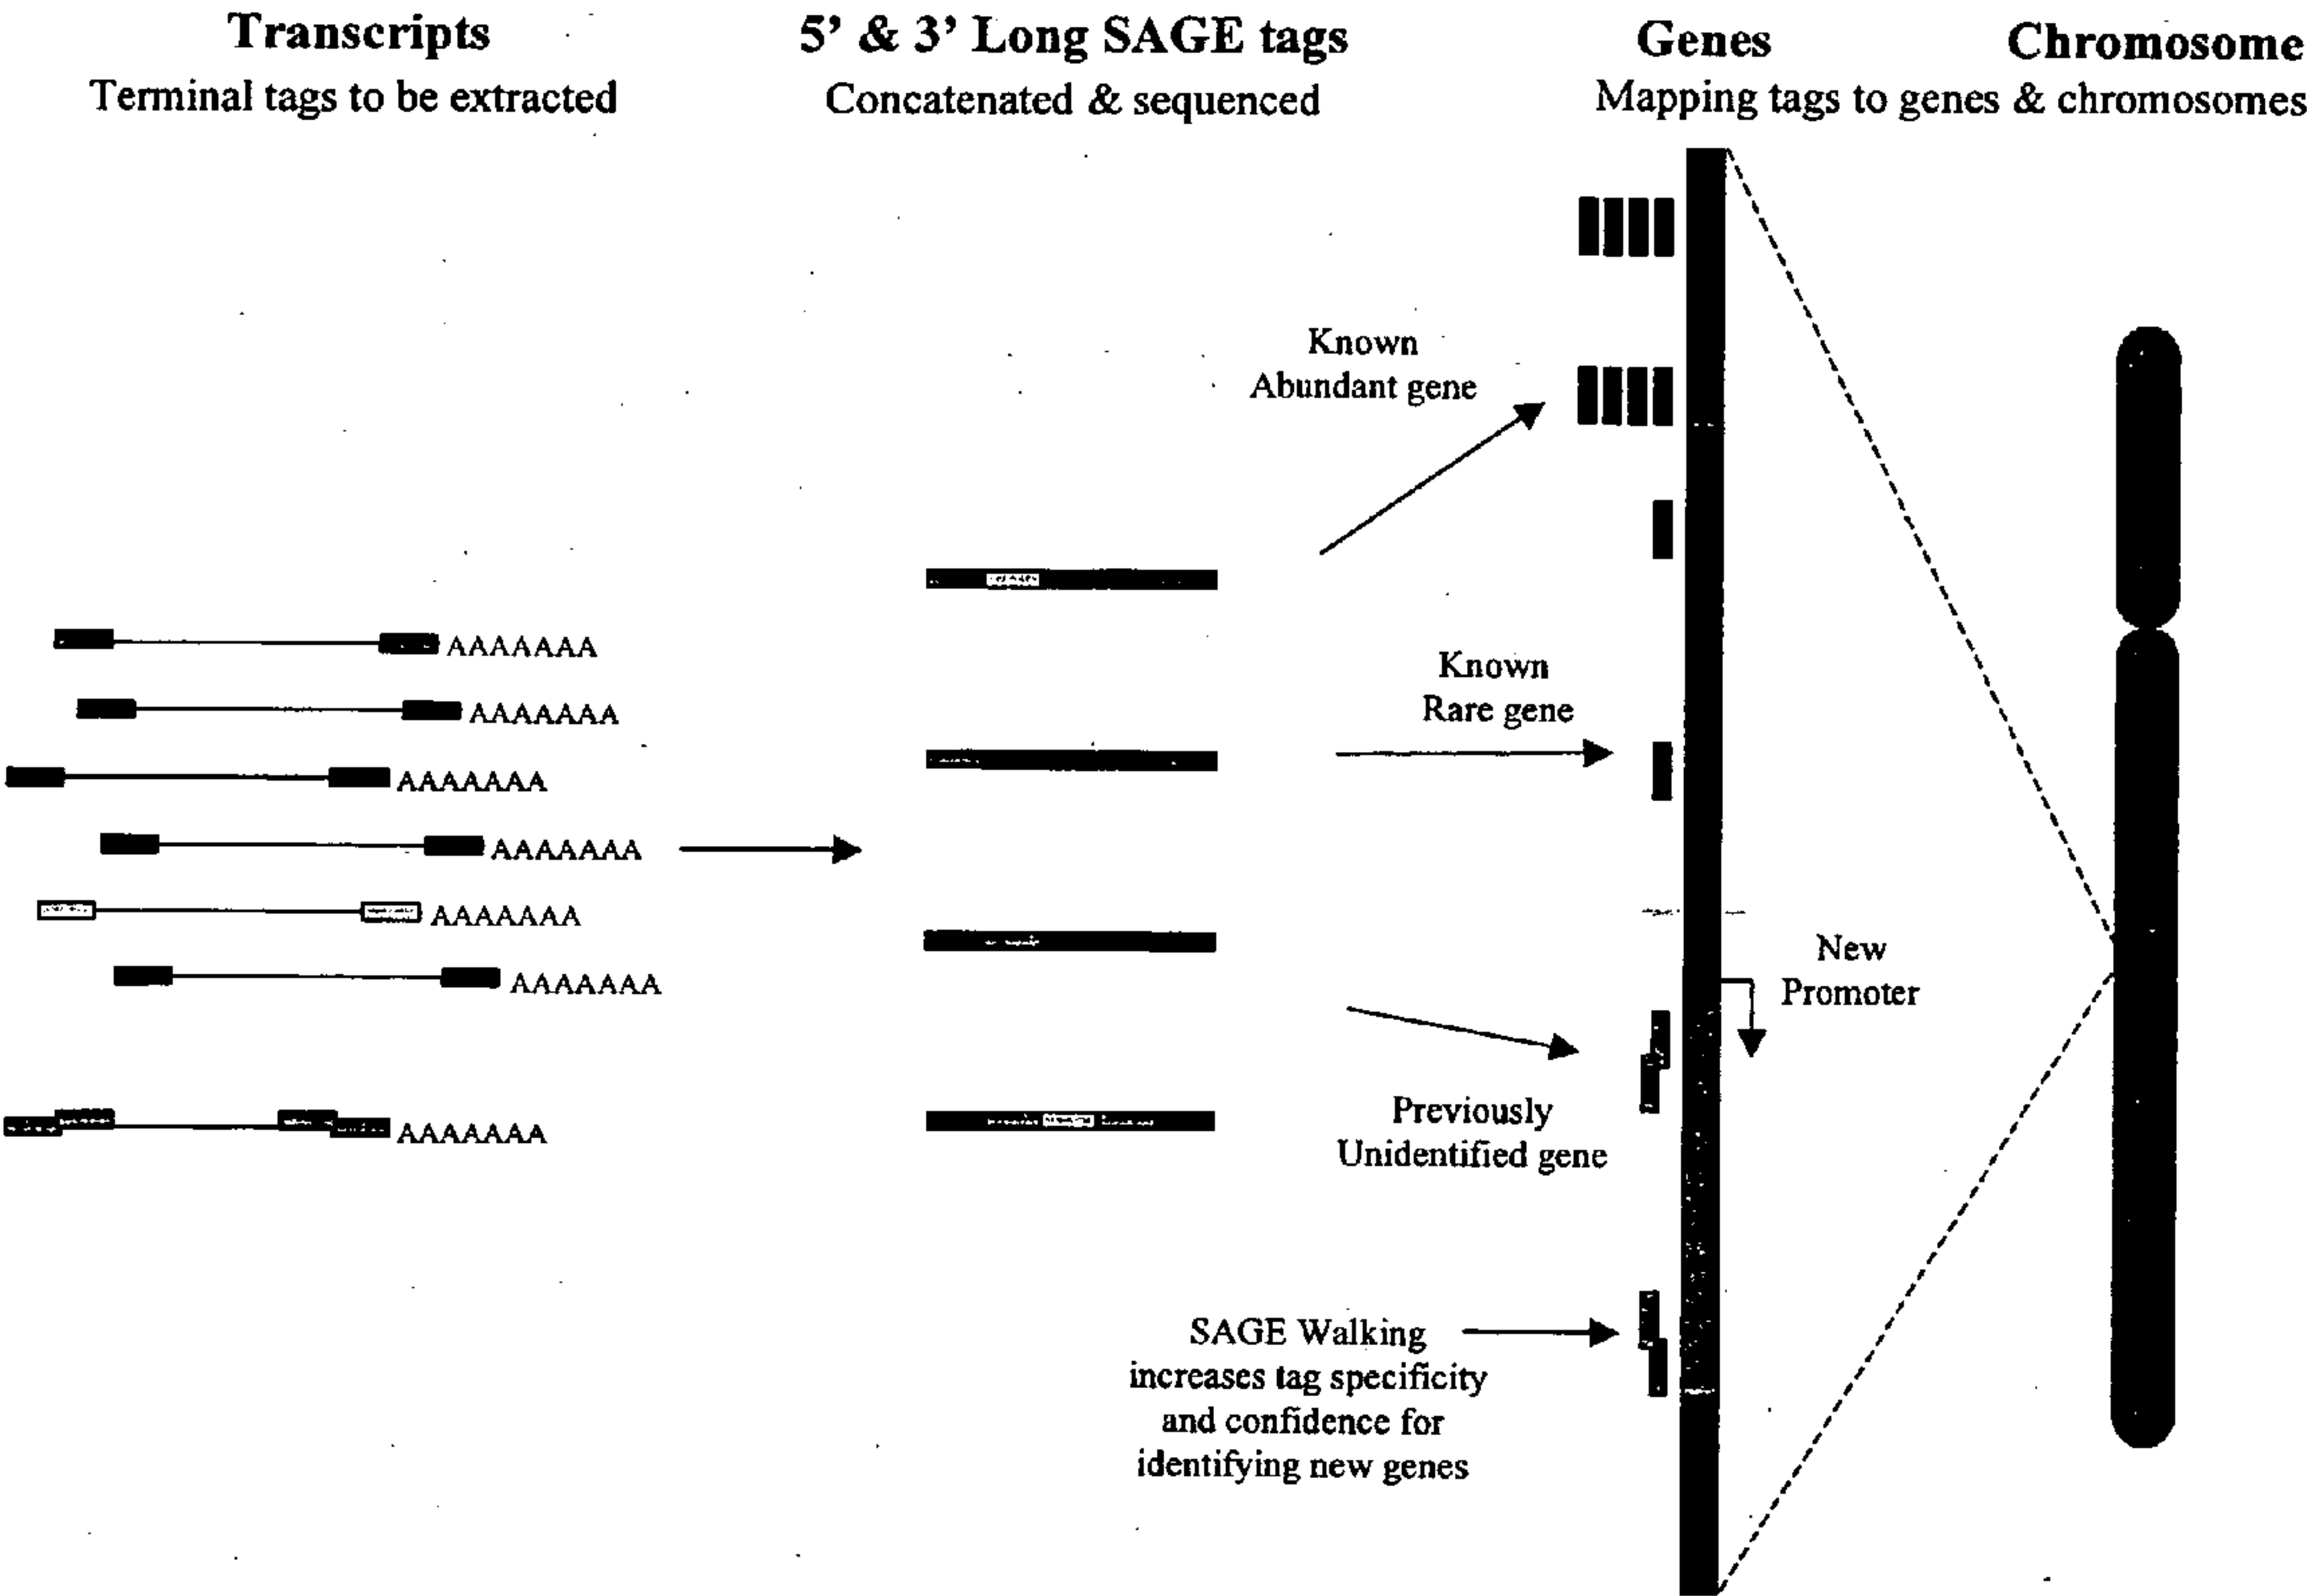 Transcripts
Terminal tags to be extracted
5’ & 3’ Long SAGE tags
Concatenated & sequenced
Genes
Chromosome
Mapping tags to genes & chromosomes
Known
Abundant gene
Known
Rare gene
AAAAAAA
AAAAAAA
AAAAAAA
AAAAAAA
AAAAAAA
AAAAAAA
AAAAAAA
New
Promoter
Previously
Unidentified gene
SAGE Walking
increases tag specificity
and confidence for
identifying new genes